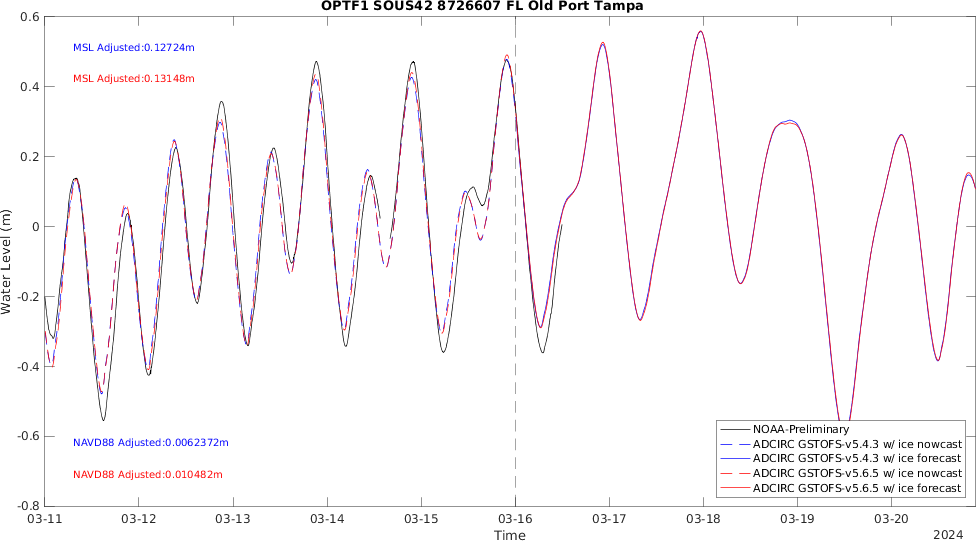 OPTF1 SOUS42 8726607 FL Old Port Tampa
0.6
MSL Adjusted:0.12724m
MSL Adjusted:0.13148m
0.4
0.2
0
-0.2
-0.4
-0.6
-0.8
Water Level (m)
NAVD88 Adjusted:0.0062372m
NAVD88 Adjusted:0.010482m
NOAA-Preliminary
ADCIRC GSTOFS-v5.4.3 w/ ice nowcast
ADCIRC GSTOFS-v5.4.3 w/ ice forecast
ADCIRC GSTOFS-v5.6.5 w/ ice nowcast
ADCIRC GSTOFS-v5.6.5 w/ ice forecast
03-11 03-12 03-13 03-14 03-15 03-16 03-17 03-18 03-19 03-20
Time
2024